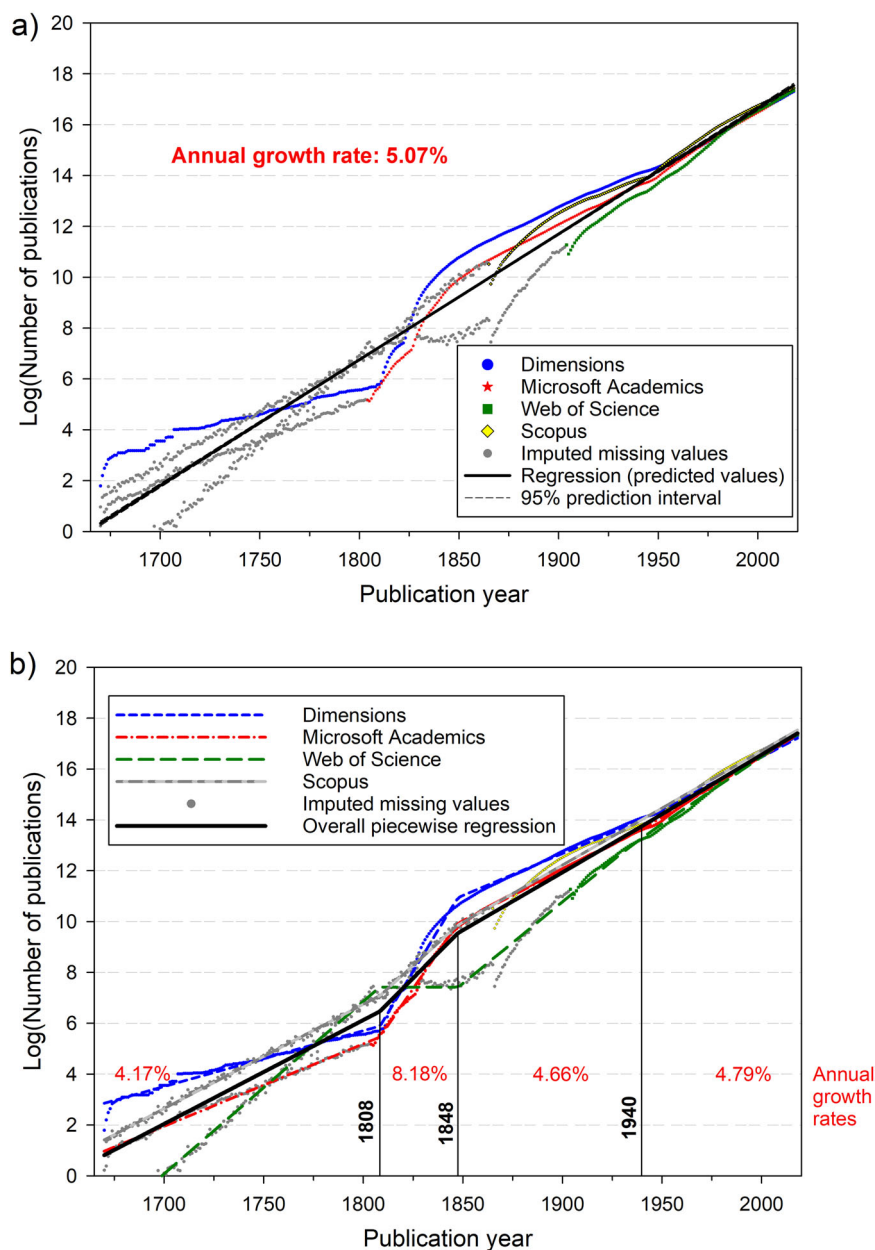 a)
20
18
16
14
12
10
8
6
4
2
0
Log(Number of publications)
Annual growth rate: 5.07%
Dimensions
Microsoft Academics
Web of Science
Scopus
Imputed missing values
Regression (predicted values)
95% prediction interval
1700 1750 1800 1850 1900 1950 2000
Publication year
b)
20
18
16
14
12
10
8
6
4
2
0
Log(Number of publications)
Dimensions
Microsoft Academics
Web of Science
Scopus
Imputed missing values
Overall piecewise regression
4.17% 8.18% 4.66% 4.79%
Annual
growth
rates
1808
1848
1940
1700 1750 1800 1850 1900 1950 2000
Publication year